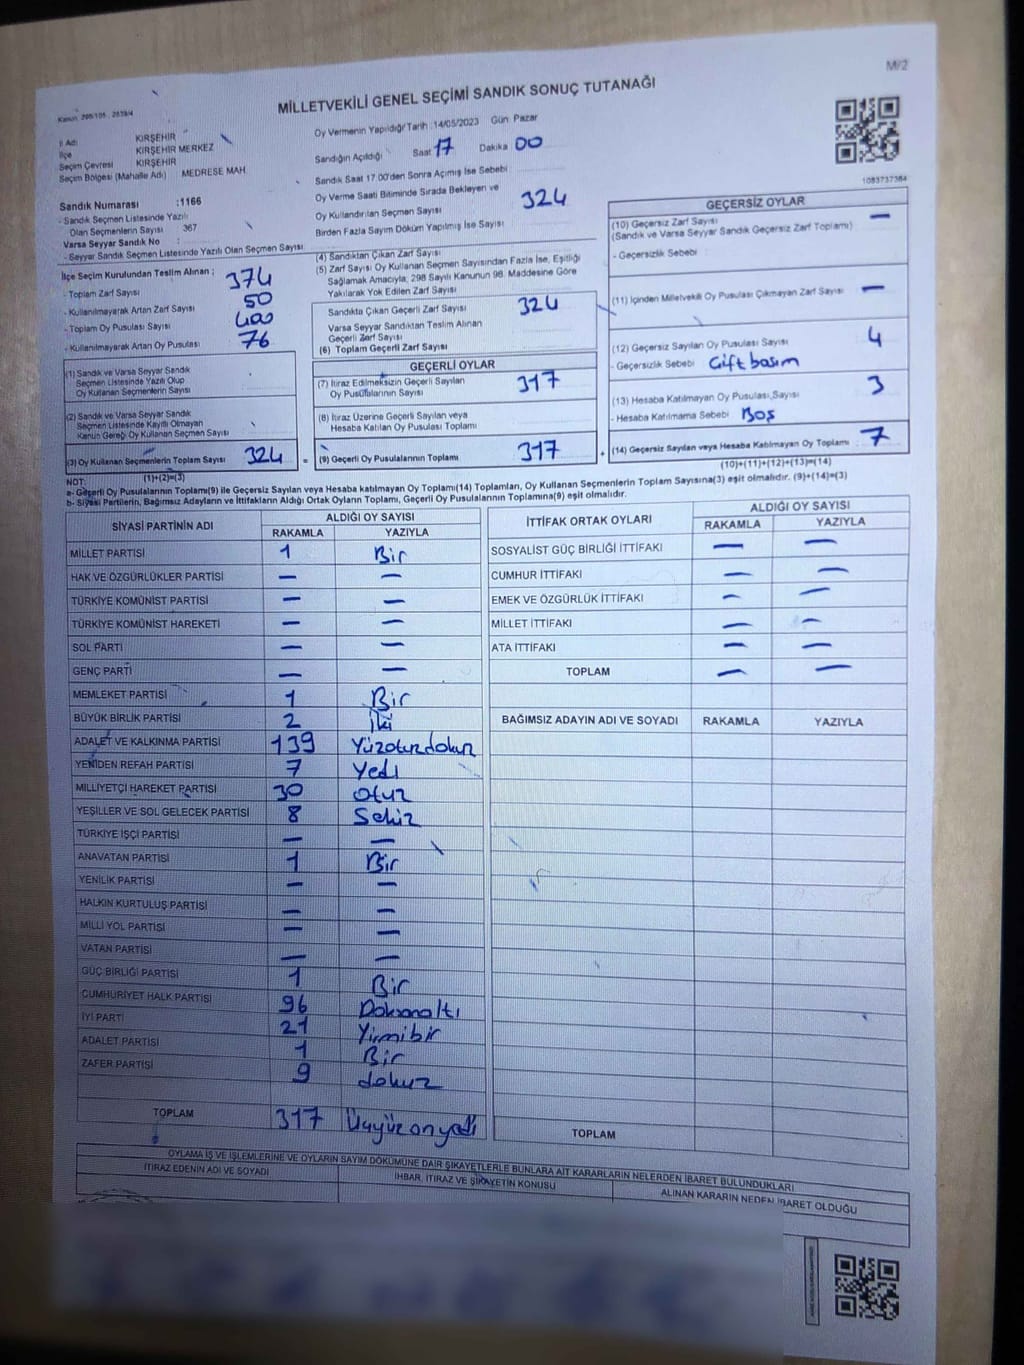 M/2
MİLLETVEKİLİ GENEL SEÇİMİ SANDIK SONUÇ TUTANAĞI
İl Adı KIRŞEHİR
İlçe KIRŞEHİR MERKEZ
Seçim Çevresi KIRŞEHİR
Seçim Bölgesi (Mahalle Adı) MEDRESE MAH.
Sandık Numarası :1166
- Sandık Seçmen Listesinde Yazılı
Olan Seçmenlerin Sayısı 367
Varsa Seyyar Sandık No :
- Seyyar Sandık Seçmen Listesinde Yazılı Olan Seçmen Sayısı
Oy Vermenin Yapıldığı Tarih :14/05/2023 Gün: Pazar
Sandığın Açıldığı Saat 17 Dakika 00
Sandık Saat 17.00'den Sonra Açımış İse Sebebi
Oy Verme Saati Bitiminde Sırada Bekleyen ve
Oy Kullandırılan Seçmen Sayısı 324
Birden Fazla Sayım Döküm Yapılmış İse Sayısı
1083737384
İlçe Seçim Kurulundan Teslim Alınan ;
- Toplam Zarf Sayısı 374
- Kullanılmayarak Artan Zarf Sayısı 50
- Toplam Oy Pusulası Sayısı 400
- Kullanılmayarak Artan Oy Pusulası 76
(4) Sandıktan Çıkan Zarf Sayısı
(5) Zarf Sayısı Oy Kullanan Seçmen Sayısından Fazla İse, Eşitliği
Sağlamak Amacıyla, 298 Sayılı Kanunun 98. Maddesine Göre
Yakılarak Yok Edilen Zarf Sayısı
Sandıkta Çıkan Geçerli Zarf Sayısı 324
Varsa Seyyar Sandıktan Teslim Alınan
Geçerli Zarf Sayısı
(6) Toplam Geçerli Zarf Sayısı
GEÇERSİZ OYLAR
(10) Geçersiz Zarf Sayısı —
(Sandık ve Varsa Seyyar Sandık Geçersiz Zarf Toplamı)
- Geçersizlik Sebebi :
(11) İçinden Milletvekili Oy Pusulası Çıkmayan Zarf Sayısı —
(12) Geçersiz Sayılan Oy Pusulası Sayısı 4
- Geçersizlik Sebebi Çift basım
(13) Hesaba Katılmayan Oy Pusulası Sayısı 3
- Hesaba Katılmama Sebebi Boş
(14) Geçersiz Sayılan veya Hesaba Katılmayan Oy Toplamı : 7
(10)+(11)+(12)+(13)=(14)
(1) Sandık ve Varsa Seyyar Sandık
Seçmen Listesinde Yazılı Olup
Oy Kullanan Seçmenlerin Sayısı
(2) Sandık ve Varsa Seyyar Sandık
Seçmen Listesinde Kayıtlı Olmayan
Kanun Gereği Oy Kullanan Seçmen Sayısı
(3) Oy Kullanan Seçmenlerin Toplam Sayısı 324
(1)+(2)=(3)
GEÇERLİ OYLAR
(7) İtiraz Edilmeksizin Geçerli Sayılan
Oy Pusulalarının Sayısı 317
(8) İtiraz Üzerine Geçerli Sayılan veya
Hesaba Katılan Oy Pusulası Toplamı
= (9) Geçerli Oy Pusulalarının Toplamı 317 +
NOT:
a- Geçerli Oy Pusulalarının Toplamı(9) ile Geçersiz Sayılan veya Hesaba katılmayan Oy Toplamı(14) Toplamları, Oy Kullanan Seçmenlerin Toplam Sayısına(3) eşit olmalıdır. (9)+(14)=(3)
b- Siyasi Partilerin, Bağımsız Adayların ve İttifakların Aldığı Ortak Oyların Toplamı, Geçerli Oy Pusulalarının Toplamına(9) eşit olmalıdır.
SİYASİ PARTİNİN ADI ALDIĞI OY SAYISI
RAKAMLA YAZIYLA
MİLLET PARTİSİ 1 Bir
HAK VE ÖZGÜRLÜKLER PARTİSİ — —
TÜRKİYE KOMÜNİST PARTİSİ — —
TÜRKİYE KOMÜNİST HAREKETİ — —
SOL PARTİ — —
GENÇ PARTİ — —
MEMLEKET PARTİSİ 1 Bir
BÜYÜK BİRLİK PARTİSİ 2 İki
ADALET VE KALKINMA PARTİSİ 139 Yüzotuzdokuz
YENİDEN REFAH PARTİSİ 7 Yedi
MİLLİYETÇİ HAREKET PARTİSİ 30 Otuz
YEŞİLLER VE SOL GELECEK PARTİSİ 8 Sekiz
TÜRKİYE İŞÇİ PARTİSİ — —
ANAVATAN PARTİSİ 1 Bir
YENİLİK PARTİSİ — —
HALKIN KURTULUŞ PARTİSİ — —
MİLLİ YOL PARTİSİ — —
VATAN PARTİSİ — —
GÜÇ BİRLİĞİ PARTİSİ 1 Bir
CUMHURİYET HALK PARTİSİ 96 Doksanaltı
İYİ PARTİ 21 Yirmibir
ADALET PARTİSİ 1 Bir
ZAFER PARTİSİ 9 dokuz
TOPLAM 317 Üçyüzonyedi
İTTİFAK ORTAK OYLARI ALDIĞI OY SAYISI
RAKAMLA YAZIYLA
SOSYALİST GÜÇ BİRLİĞİ İTTİFAKI — —
CUMHUR İTTİFAKI — —
EMEK VE ÖZGÜRLÜK İTTİFAKI — —
MİLLET İTTİFAKI — —
ATA İTTİFAKI — —
TOPLAM — —
BAĞIMSIZ ADAYIN ADI VE SOYADI RAKAMLA YAZIYLA
TOPLAM
OYLAMA İŞ VE İŞLEMLERİNE VE OYLARIN SAYIM DÖKÜMÜNE DAİR ŞİKAYETLERLE BUNLARA AİT KARARLARIN NELERDEN İBARET BULUNDUKLARI
İTİRAZ EDENİN ADI VE SOYADI İHBAR, İTİRAZ VE ŞİKAYETİN KONUSU ALINAN KARARIN NEDEN İBARET OLDUĞU